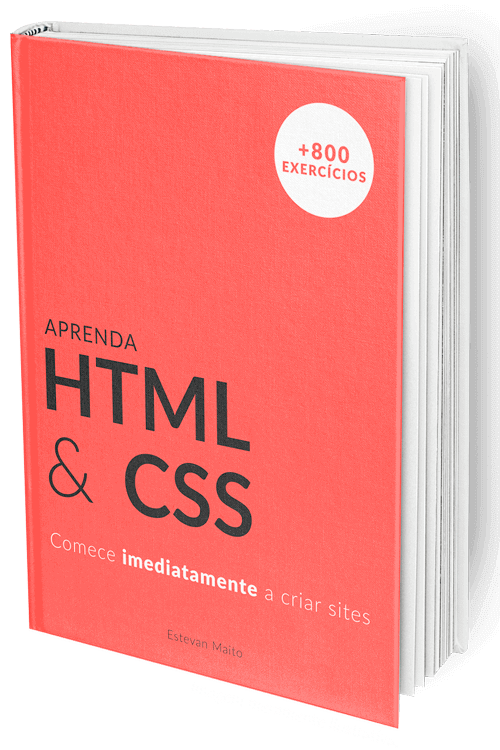 +800
EXERCÍCIOS
APRENDA
HTML
& CSS
Comece imediatamente a criar sites
Estevan Maito